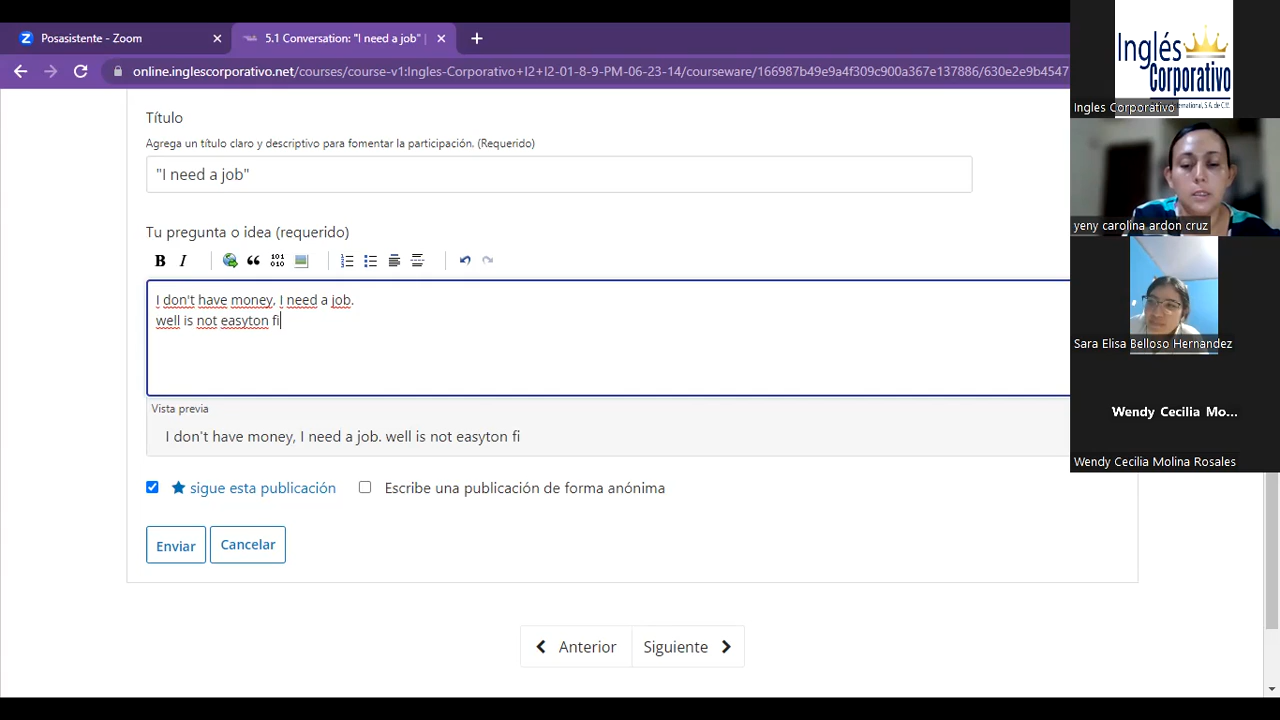 Posasistente - Zoom
5.1 Conversation: "I need a job" |
online.inglescorporativo.net/courses/course-v1:Ingles-Corporativo+I2+I2-01-8-9-PM-06-23-14/courseware/166987b49e9a4f309c900a367e137886/630e2e9b4547
Título
Agrega un título claro y descriptivo para fomentar la participación. (Requerido)
"I need a job"
Tu pregunta o idea (requerido)
B I
I don't have money, I need a job.
well is not easyton fi
Vista previa
I don't have money, I need a job. well is not easyton fi
sigue esta publicación
Escribe una publicación de forma anónima
Enviar
Cancelar
Anterior
Siguiente
Inglés
Corporativo
Ingles Corporativo
yeny carolina ardon cruz
Sara Elisa Belloso Hernandez
Wendy Cecilia Mo...
Wendy Cecilia Molina Rosales